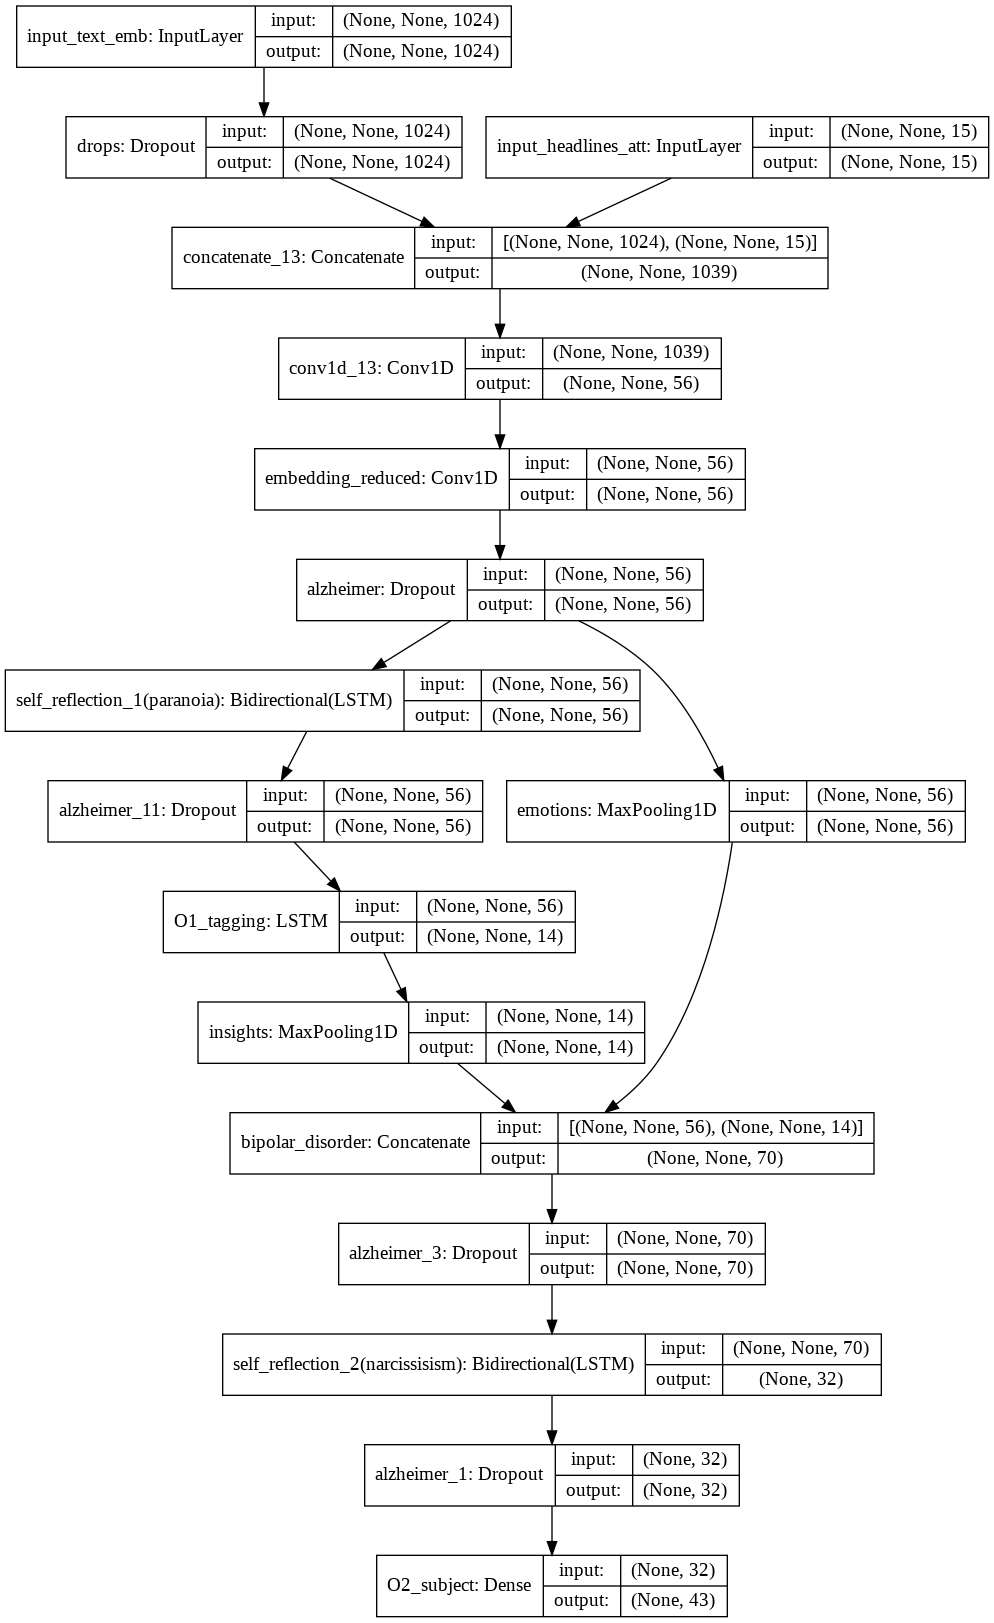 input_text_emb: InputLayer
input: (None, None, 1024)
output: (None, None, 1024)
drops: Dropout
input: (None, None, 1024)
output: (None, None, 1024)
input_headlines_att: InputLayer
input: (None, None, 15)
output: (None, None, 15)
concatenate_13: Concatenate
input: [(None, None, 1024), (None, None, 15)]
output: (None, None, 1039)
conv1d_13: Conv1D
input: (None, None, 1039)
output: (None, None, 56)
embedding_reduced: Conv1D
input: (None, None, 56)
output: (None, None, 56)
alzheimer: Dropout
input: (None, None, 56)
output: (None, None, 56)
self_reflection_1(paranoia): Bidirectional(LSTM)
input: (None, None, 56)
output: (None, None, 56)
alzheimer_11: Dropout
input: (None, None, 56)
output: (None, None, 56)
emotions: MaxPooling1D
input: (None, None, 56)
output: (None, None, 56)
O1_tagging: LSTM
input: (None, None, 56)
output: (None, None, 14)
insights: MaxPooling1D
input: (None, None, 14)
output: (None, None, 14)
bipolar_disorder: Concatenate
input: [(None, None, 56), (None, None, 14)]
output: (None, None, 70)
alzheimer_3: Dropout
input: (None, None, 70)
output: (None, None, 70)
self_reflection_2(narcissisism): Bidirectional(LSTM)
input: (None, None, 70)
output: (None, 32)
alzheimer_1: Dropout
input: (None, 32)
output: (None, 32)
O2_subject: Dense
input: (None, 32)
output: (None, 43)